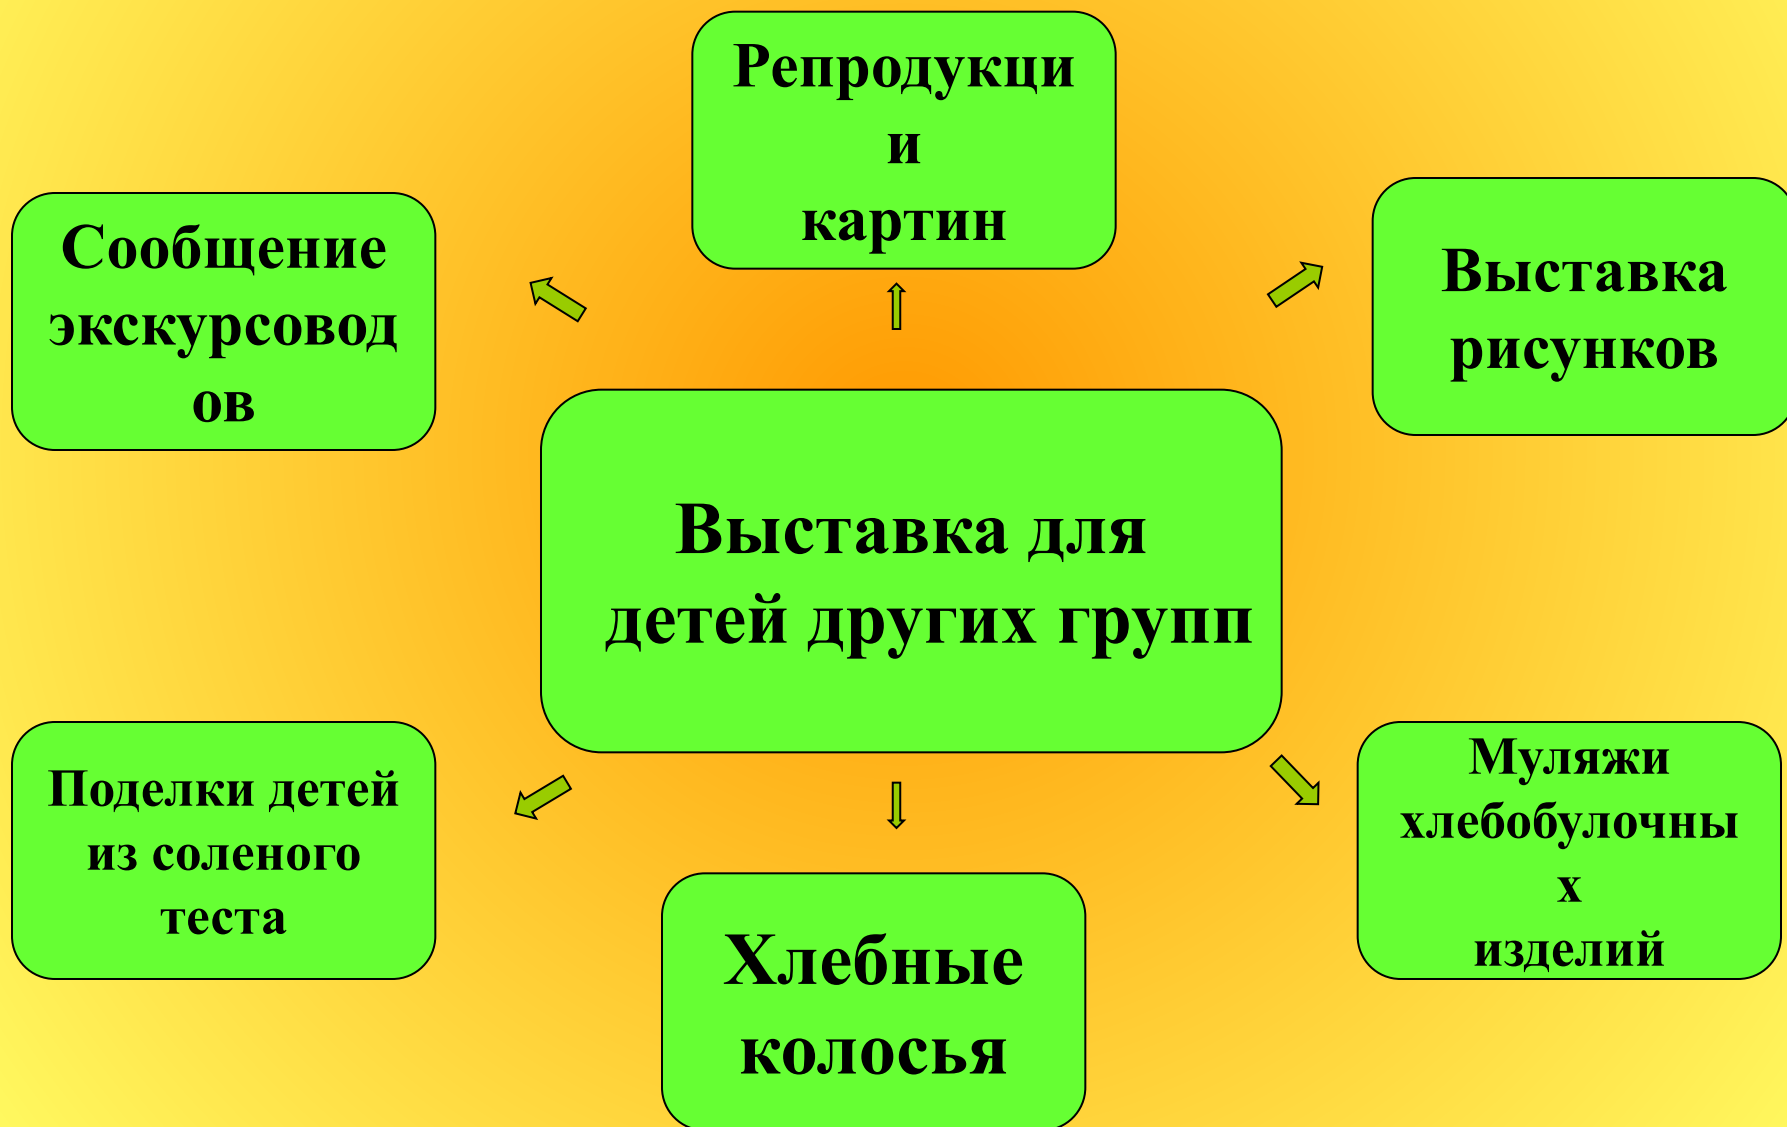 Репродукци
и
картин
Сообщение
экскурсовод
ов
Выставка
рисунков
Выставка для
детей других групп
Поделки детей
из соленого
теста
Муляжи
хлебобулочны
х
изделий
Хлебные
колосья